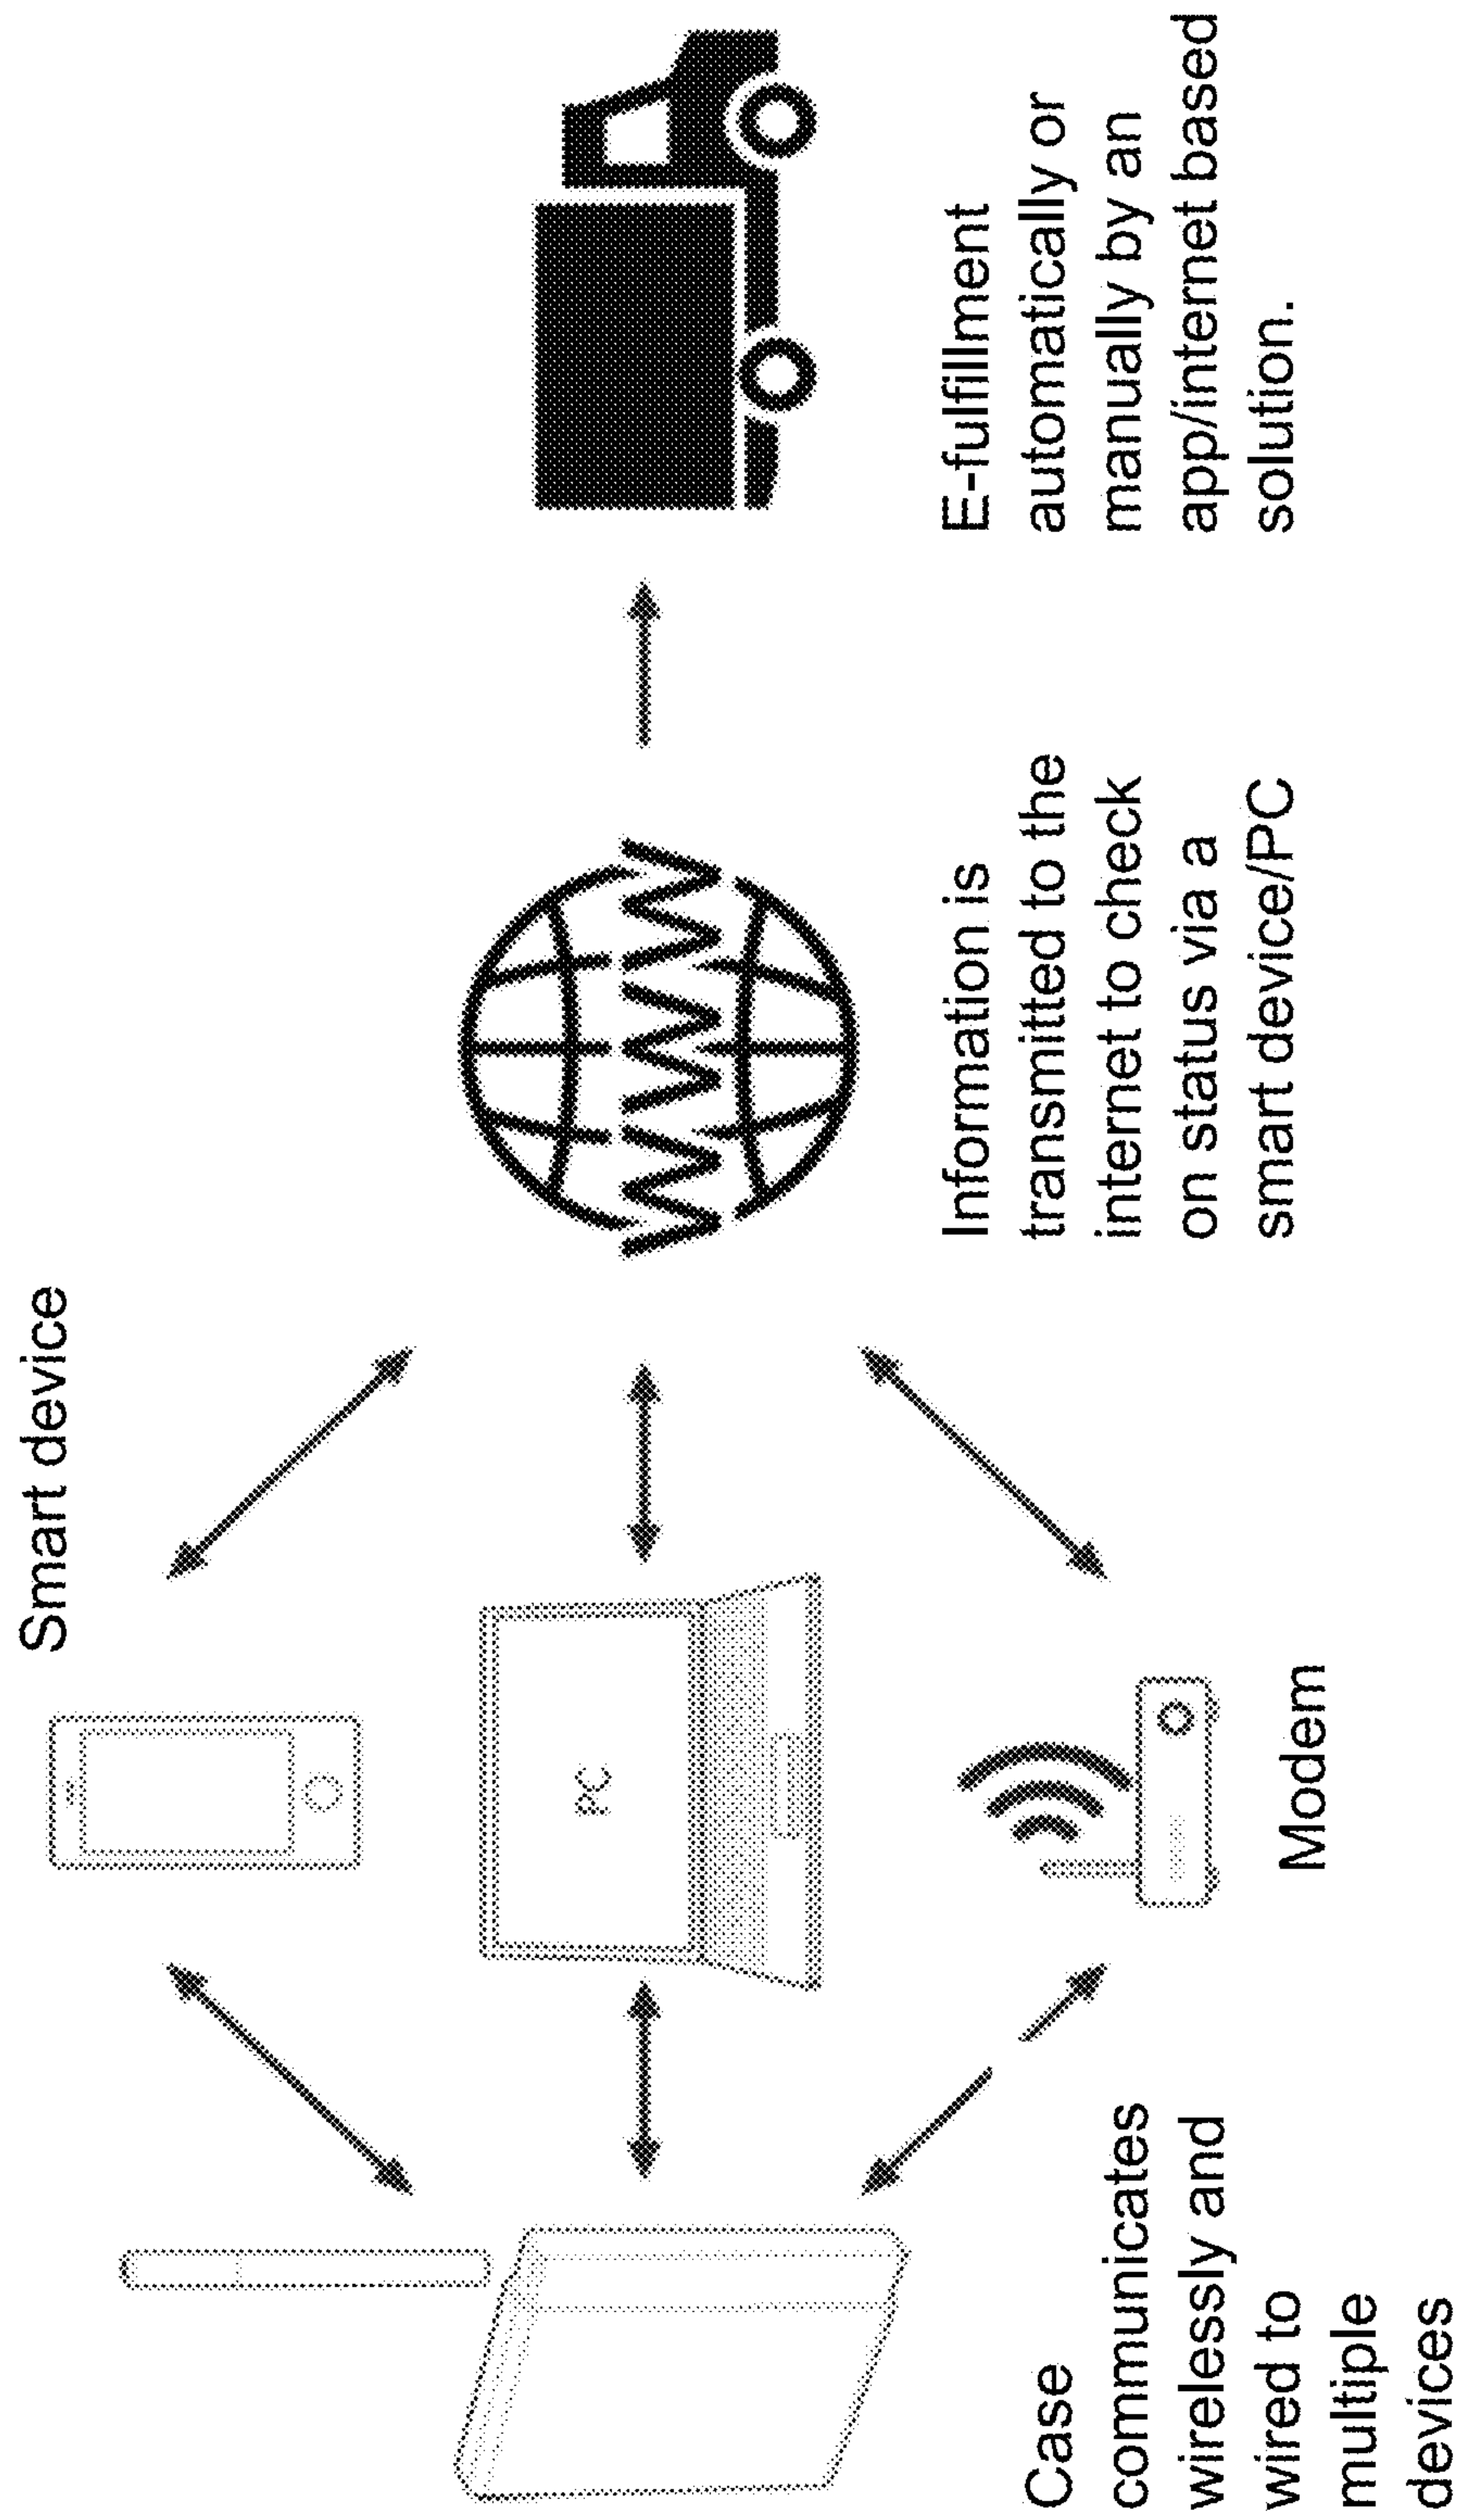 Smart device
PC
Modem
WWW
Case
communicates
wirelessly and
wired to
multiple
devices
Information is
transmitted to the
internet to check
on status via a
smart device/PC
E-fulfillment
automatically or
manually by an
app/internet based
solution.